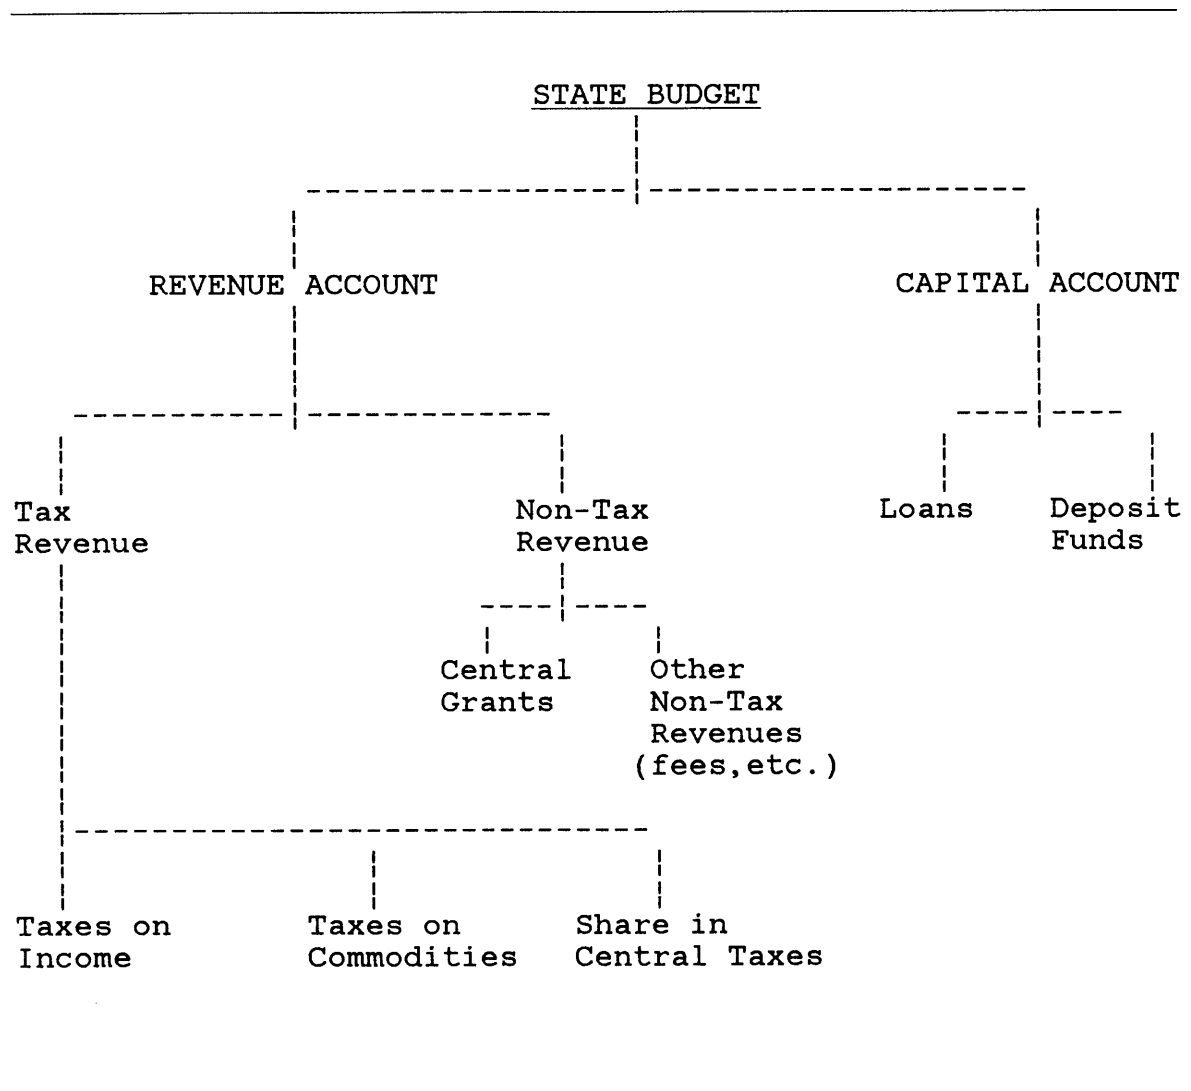 STATE BUDGET
REVENUE ACCOUNT
CAPITAL ACCOUNT
Tax
Revenue
Non-Tax
Revenue
Loans
Deposit
Funds
Central
Grants
Other
Non-Tax
Revenues
(fees,etc.)
Taxes on
Income
Taxes on
Commodities
Share in
Central Taxes